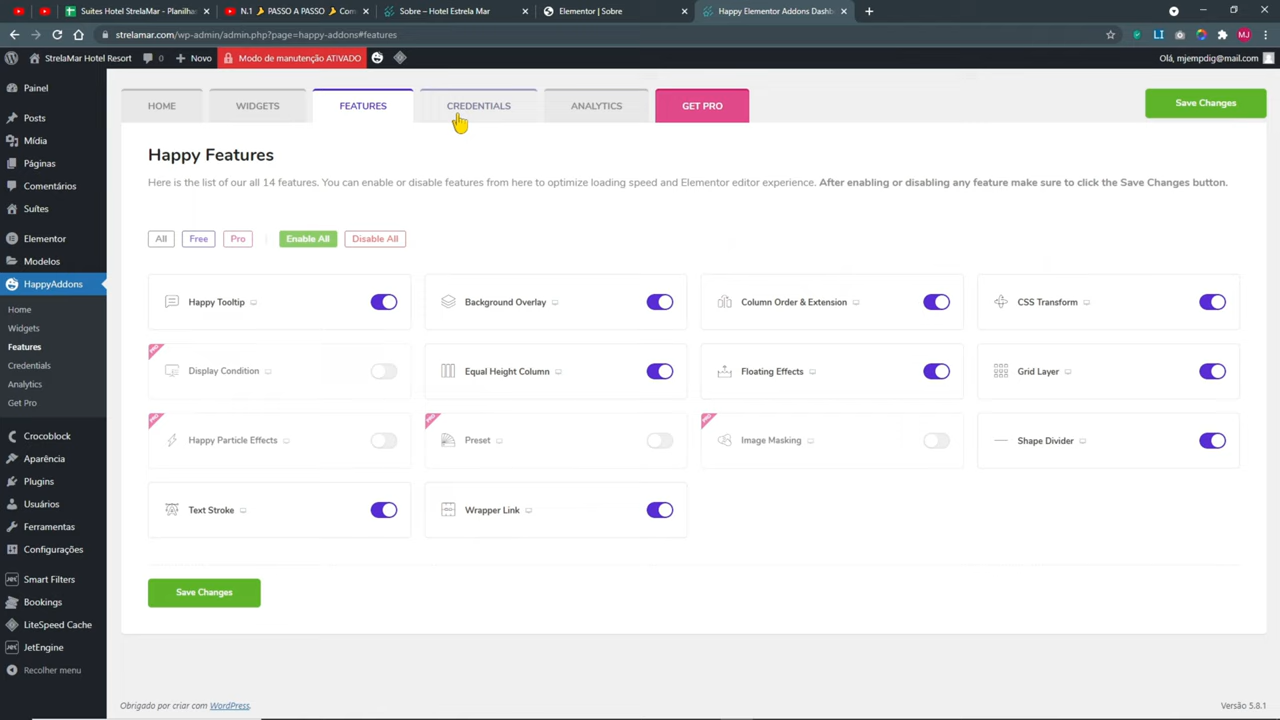 Suites Hotel StrelaMar - Planilha
N.1 PASSO A PASSO Com
Sobre – Hotel Estrela Mar
Elementor | Sobre
Happy Elementor Addons Dashb
strelamar.com/wp-admin/admin.php?page=happy-addons#features
MJ
StrelaMar Hotel Resort
0
Novo
Modo de manutenção ATIVADO
Olá, mjempdig@mail.com
Painel
Posts
Mídia
Páginas
Comentários
Suítes
Elementor
Modelos
HappyAddons
Home
Widgets
Features
Credentials
Analytics
Get Pro
Crocoblock
Aparência
Plugins
Usuários
Ferramentas
Configurações
Smart Filters
Bookings
LiteSpeed Cache
JetEngine
Recolher menu
HOME
WIDGETS
FEATURES
CREDENTIALS
ANALYTICS
GET PRO
Save Changes
Happy Features
Here is the list of our all 14 features. You can enable or disable features from here to optimize loading speed and Elementor editor experience. After enabling or disabling any feature make sure to click the Save Changes button.
All
Free
Pro
Enable All
Disable All
Happy Tooltip
Background Overlay
Column Order & Extension
CSS Transform
PRO
Display Condition
Equal Height Column
Floating Effects
Grid Layer
PRO
Happy Particle Effects
PRO
Preset
PRO
Image Masking
Shape Divider
Text Stroke
Wrapper Link
Save Changes
Obrigado por criar com WordPress.
Versão 5.8.1